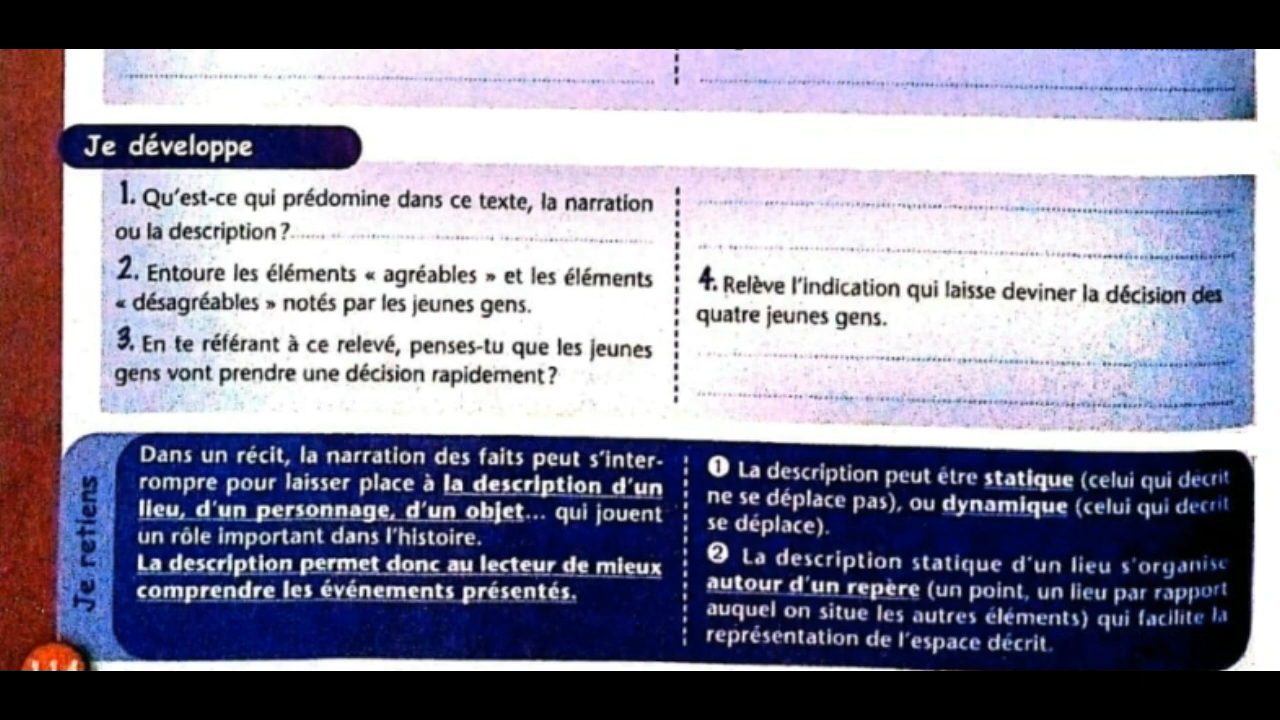 Je développe
1. Qu'est-ce qui prédomine dans ce texte, la narration
ou la description ?
2. Entoure les éléments « agréables » et les éléments
« désagréables » notés par les jeunes gens.
3. En te référant à ce relevé, penses-tu que les jeunes
gens vont prendre une décision rapidement ?
4. Relève l'indication qui laisse deviner la décision des
quatre jeunes gens.
Je retiens
Dans un récit, la narration des faits peut s'inter-
rompre pour laisser place à la description d'un
lieu, d'un personnage, d'un objet... qui jouent
un rôle important dans l'histoire.
La description permet donc au lecteur de mieux
comprendre les événements présentés.
❶ La description peut être statique (celui qui décrit
ne se déplace pas), ou dynamique (celui qui décrit
se déplace).
❷ La description statique d'un lieu s'organise
autour d'un repère (un point, un lieu par rapport
auquel on situe les autres éléments) qui facilite la
représentation de l'espace décrit.